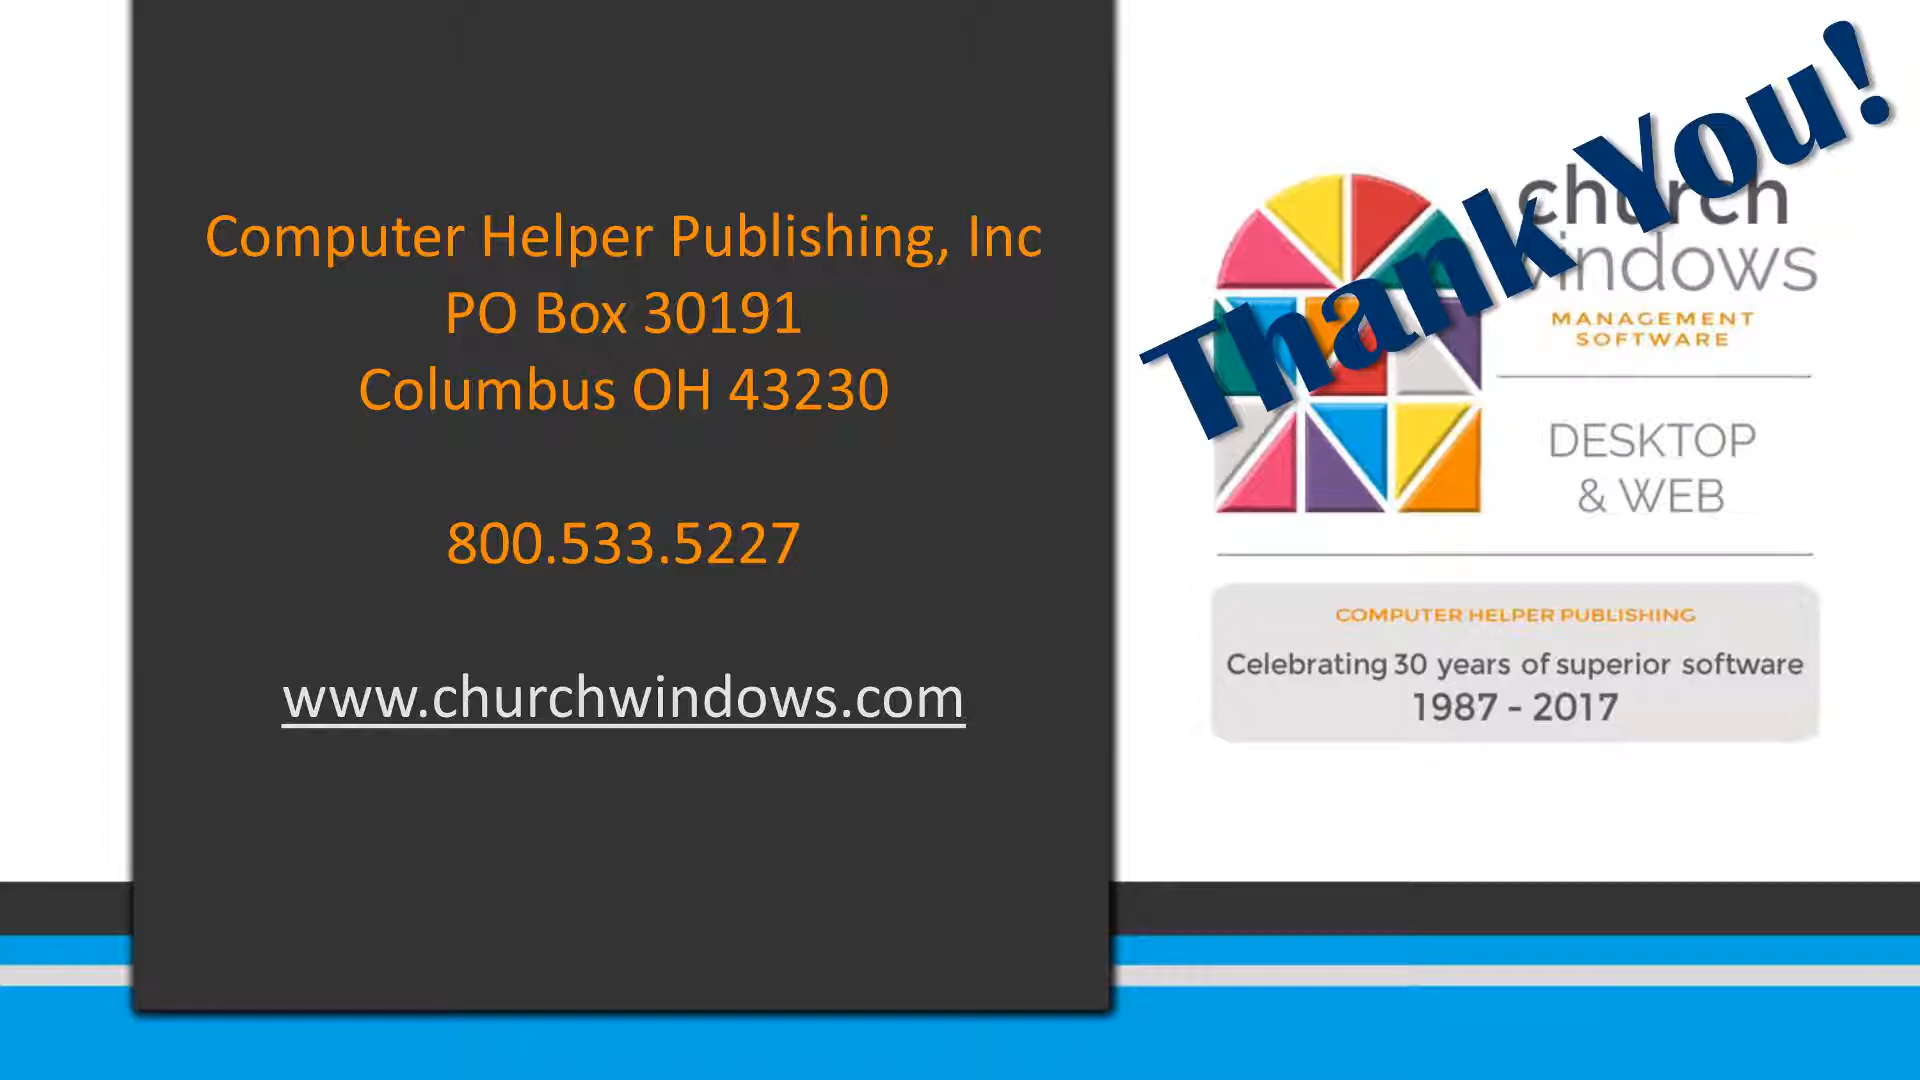 Computer Helper Publishing, Inc
PO Box 30191
Columbus OH 43230
800.533.5227
www.churchwindows.com
Thank You!
church
windows
MANAGEMENT
SOFTWARE
DESKTOP
& WEB
COMPUTER HELPER PUBLISHING
Celebrating 30 years of superior software
1987 - 2017